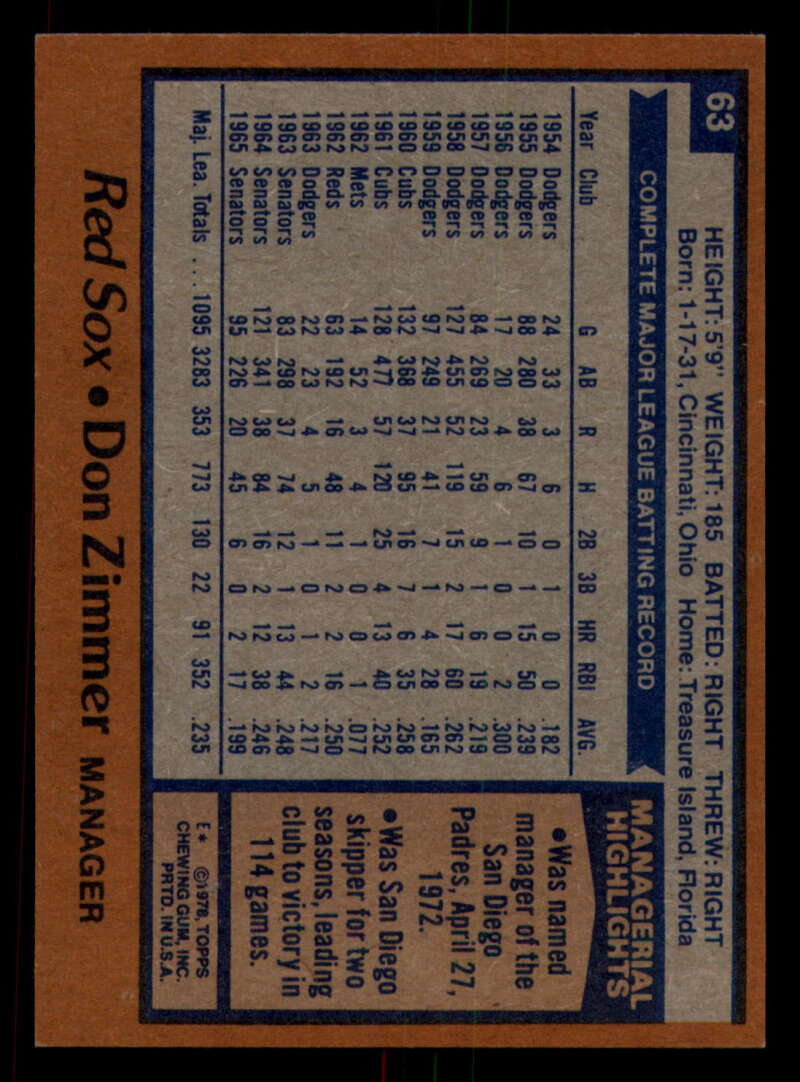 63
HEIGHT: 5'9" WEIGHT: 185 BATTED: RIGHT THREW: RIGHT
Born: 1-17-31, Cincinnati, Ohio Home: Treasure Island, Florida
COMPLETE MAJOR LEAGUE BATTING RECORD
Year Club G AB R H 2B 3B HR RBI AVG.
1954 Dodgers 24 33 3 6 0 1 0 0 .182
1955 Dodgers 88 280 38 67 10 1 15 50 .239
1956 Dodgers 17 20 4 6 1 0 0 2 .300
1957 Dodgers 84 269 23 59 9 1 6 19 .219
1958 Dodgers 127 455 52 119 15 2 17 60 .262
1959 Dodgers 97 249 21 41 7 1 4 28 .165
1960 Cubs 132 368 37 95 16 7 6 35 .258
1961 Cubs 128 477 57 120 25 4 13 40 .252
1962 Mets 14 52 3 4 1 0 0 1 .077
1962 Reds 63 192 16 48 11 2 2 16 .250
1963 Dodgers 22 23 4 5 1 0 1 2 .217
1963 Senators 83 298 37 74 12 1 13 44 .248
1964 Senators 121 341 38 84 16 2 12 38 .246
1965 Senators 95 226 20 45 6 0 2 17 .199
Maj. Lea. Totals ... 1095 3283 353 773 130 22 91 352 .235
MANAGERIAL
HIGHLIGHTS
•Was named
manager of the
San Diego
Padres, April 27,
1972.
•Was San Diego
skipper for two
seasons, leading
club to victory in
114 games.
E* ©1978, TOPPS
CHEWING GUM, INC.
PRTD. IN U.S.A.
Red Sox • Don Zimmer MANAGER